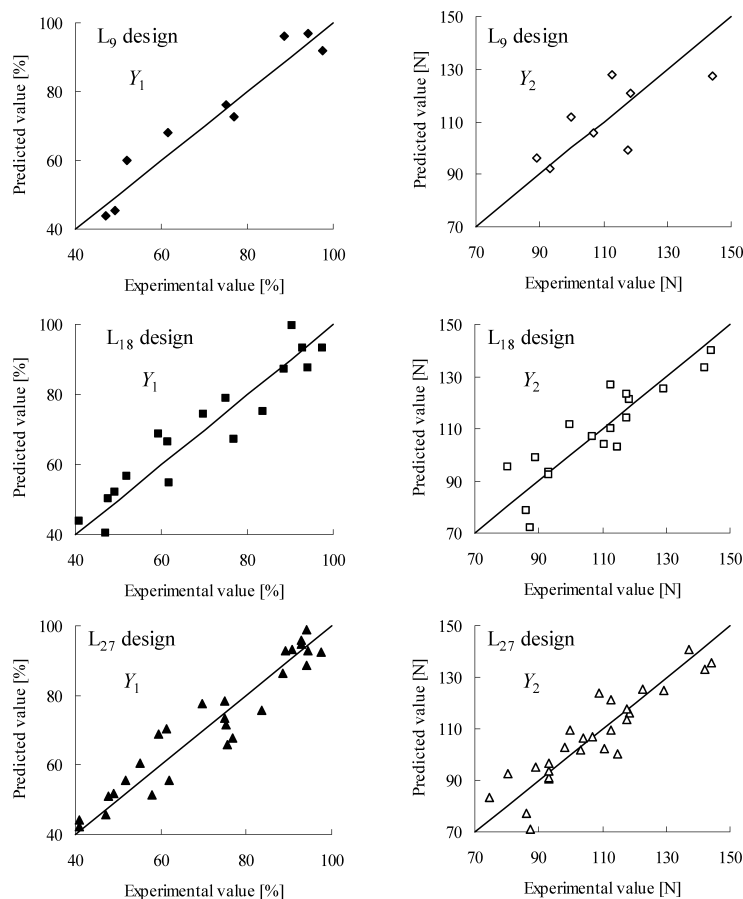 100
80
60
40
Predicted value [%]
L9 design
Y1
40 60 80 100
Experimental value [%]
150
130
110
90
70
Predicted value [N]
L9 design
Y2
70 90 110 130 150
Experimental value [N]
100
80
60
40
Predicted value [%]
L18 design
Y1
40 60 80 100
Experimental value [%]
150
130
110
90
70
Predicted value [N]
L18 design
Y2
70 90 110 130 150
Experimental value [N]
100
80
60
40
Predicted value [%]
L27 design
Y1
40 60 80 100
Experimental value [%]
150
130
110
90
70
Predicted value [N]
L27 design
Y2
70 90 110 130 150
Experimental value [N]